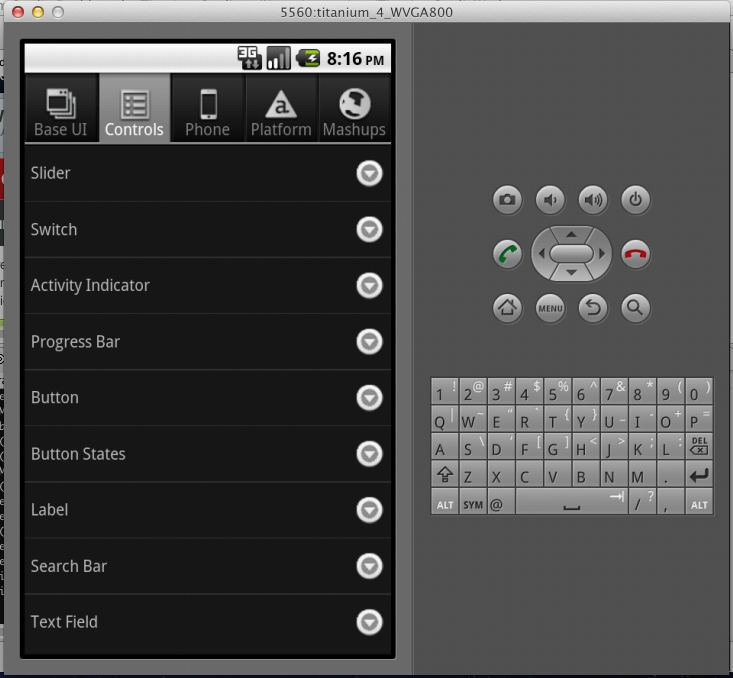 5560:titanium_4_WVGA800
3G 8:16 PM
Base UI Controls Phone Platform Mashups
Slider
Switch
Activity Indicator
Progress Bar
Button
Button States
Label
Search Bar
Text Field
MENU
1 ! 2 @ 3 # 4 $ 5 % 6 ^ 7 & 8 * 9 ( 0 )
Q | W ~ E " R ` T { Y } U _ I - O + P =
A S \ D ' F [ G ] H < J > K ; L : DEL
Z X C V B N M .
ALT SYM @ / ? , ALT